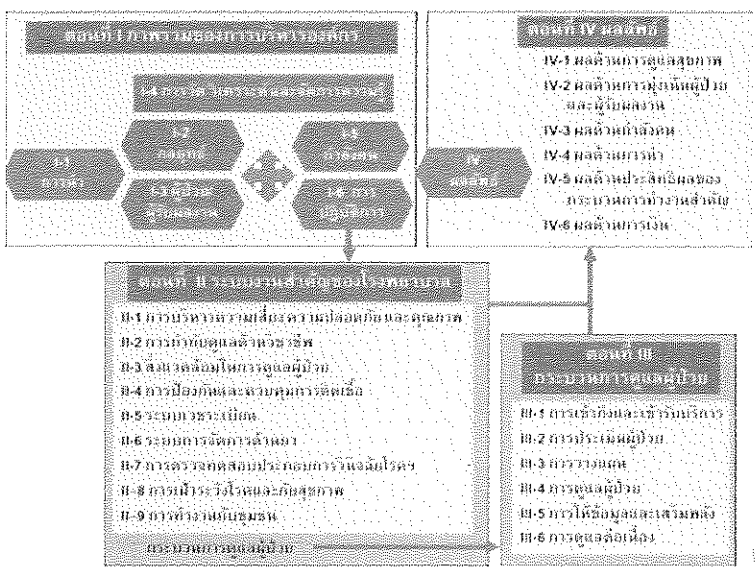 ตอนที่ I ภาพรวมของการบริหารองค์กร
I-4 การวัด วิเคราะห์ และจัดการความรู้
I-1
การนำ
I-2
กลยุทธ์
I-3 ผู้ป่วย
ผู้รับผลงาน
I-5
กำลังคน
I-6 การ
ปฏิบัติการ
IV
ผลลัพธ์
ตอนที่ IV ผลลัพธ์
IV-1 ผลด้านการดูแลสุขภาพ
IV-2 ผลด้านการมุ่งเน้นผู้ป่วย
และผู้รับผลงาน
IV-3 ผลด้านกำลังคน
IV-4 ผลด้านการนำ
IV-5 ผลด้านประสิทธิผลของ
กระบวนการทำงานสำคัญ
IV-6 ผลด้านการเงิน
ตอนที่ II ระบบงานสำคัญของโรงพยาบาล
II-1 การบริหารความเสี่ยง ความปลอดภัย และคุณภาพ
II-2 การกำกับดูแลด้านวิชาชีพ
II-3 สิ่งแวดล้อมในการดูแลผู้ป่วย
II-4 การป้องกันและควบคุมการติดเชื้อ
II-5 ระบบเวชระเบียน
II-6 ระบบการจัดการด้านยา
II-7 การตรวจทดสอบประกอบการวินิจฉัยโรคฯ
II-8 การเฝ้าระวังโรคและภัยสุขภาพ
II-9 การทำงานกับชุมชน
กระบวนการดูแลผู้ป่วย
ตอนที่ III
กระบวนการดูแลผู้ป่วย
III-1 การเข้าถึงและเข้ารับบริการ
III-2 การประเมินผู้ป่วย
III-3 การวางแผน
III-4 การดูแลผู้ป่วย
III-5 การให้ข้อมูลและเสริมพลัง
III-6 การดูแลต่อเนื่อง